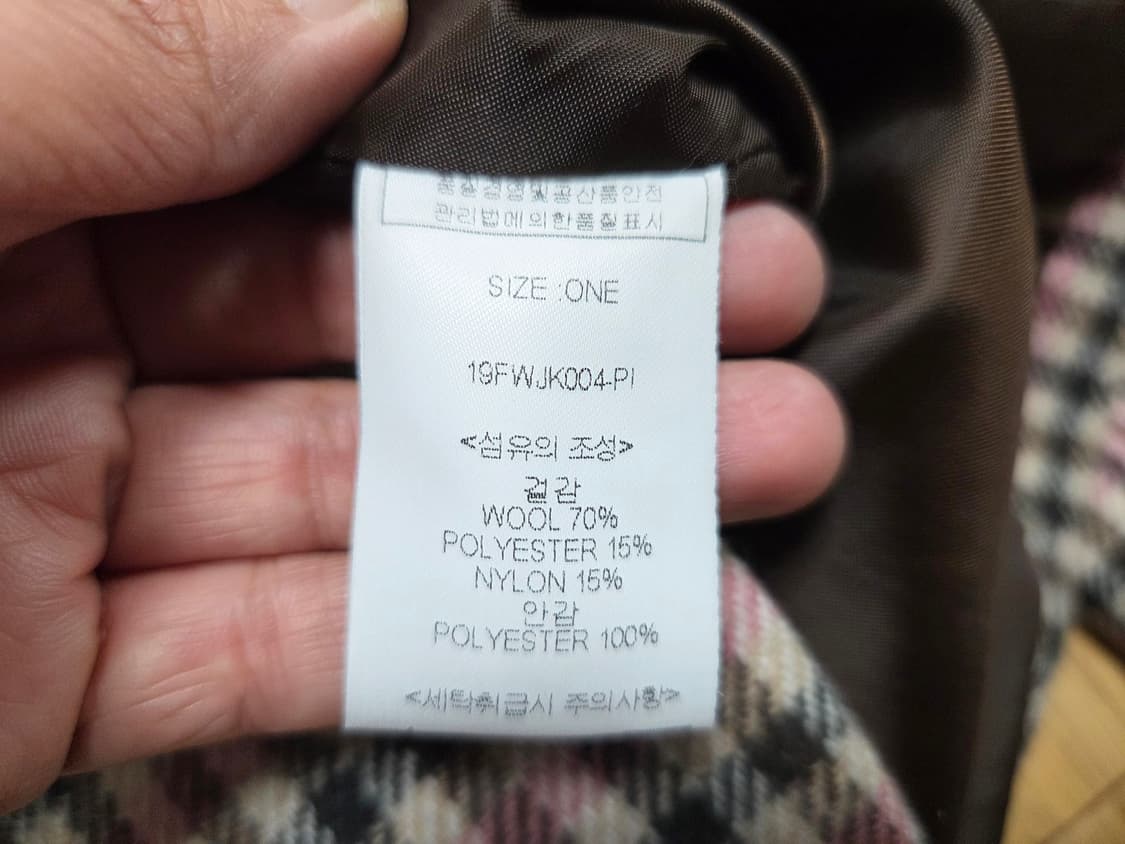 품질경영및공산품안전
관리법에의한품질표시
SIZE :ONE
19FWJK004-PI
<섬유의 조성>
겉감
WOOL 70%
POLYESTER 15%
NYLON 15%
안감
POLYESTER 100%
<세탁취급시 주의사항>